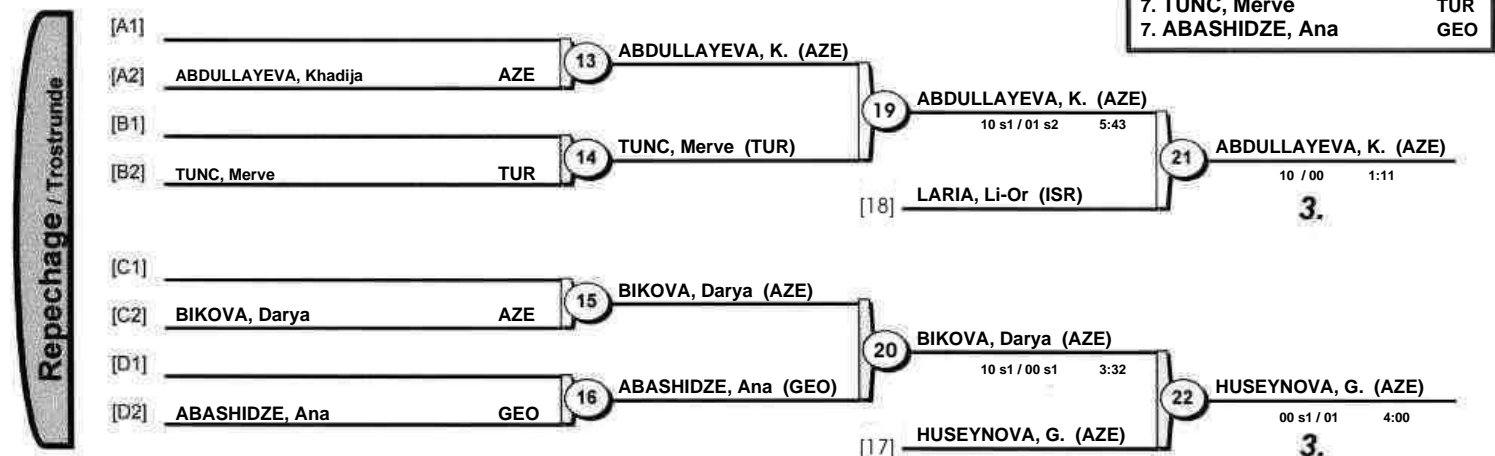 7. TUNC, Merve TUR
7. ABASHIDZE, Ana GEO
Repechage / Trostrunde
[A1]
[A2] ABDULLAYEVA, Khadija AZE
13 ABDULLAYEVA, K. (AZE)
[B1]
[B2] TUNC, Merve TUR
14 TUNC, Merve (TUR)
19 ABDULLAYEVA, K. (AZE)
10 s1 / 01 s2 5:43
[18] LARIA, Li-Or (ISR)
21 ABDULLAYEVA, K. (AZE)
10 / 00 1:11
3.
[C1]
[C2] BIKOVA, Darya AZE
15 BIKOVA, Darya (AZE)
[D1]
[D2] ABASHIDZE, Ana GEO
16 ABASHIDZE, Ana (GEO)
20 BIKOVA, Darya (AZE)
10 s1 / 00 s1 3:32
[17] HUSEYNOVA, G. (AZE)
22 HUSEYNOVA, G. (AZE)
00 s1 / 01 4:00
3.